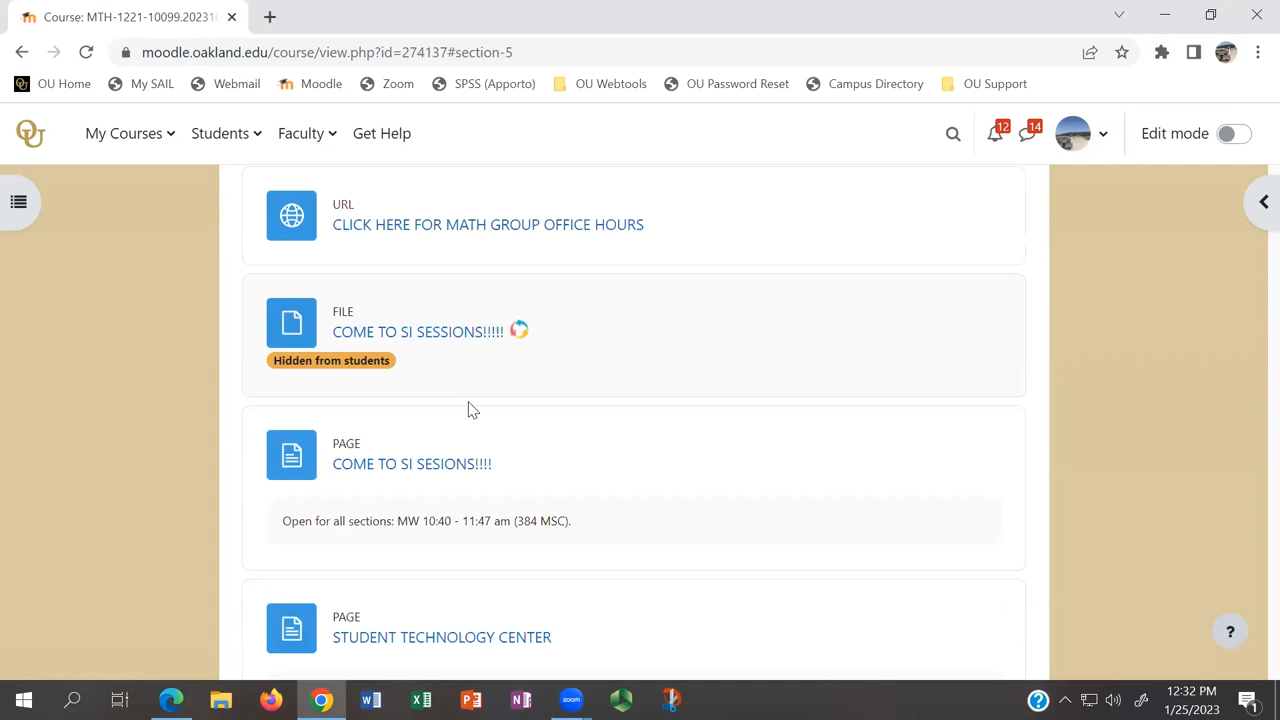 Course: MTH-1221-10099.202310
moodle.oakland.edu/course/view.php?id=274137#section-5
OU Home
My SAIL
Webmail
Moodle
Zoom
SPSS (Apporto)
OU Webtools
OU Password Reset
Campus Directory
OU Support
OU
My Courses
Students
Faculty
Get Help
12
14
Edit mode
URL
CLICK HERE FOR MATH GROUP OFFICE HOURS
FILE
COME TO SI SESSIONS!!!!!
Hidden from students
PAGE
COME TO SI SESIONS!!!!
Open for all sections: MW 10:40 - 11:47 am (384 MSC).
PAGE
STUDENT TECHNOLOGY CENTER
?
zoom
12:32 PM
1/25/2023
1